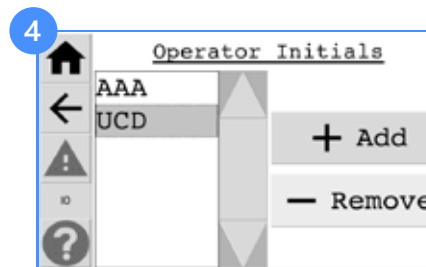 4
Operator Initials
AAA
UCD
+ Add
IO
? — Remove